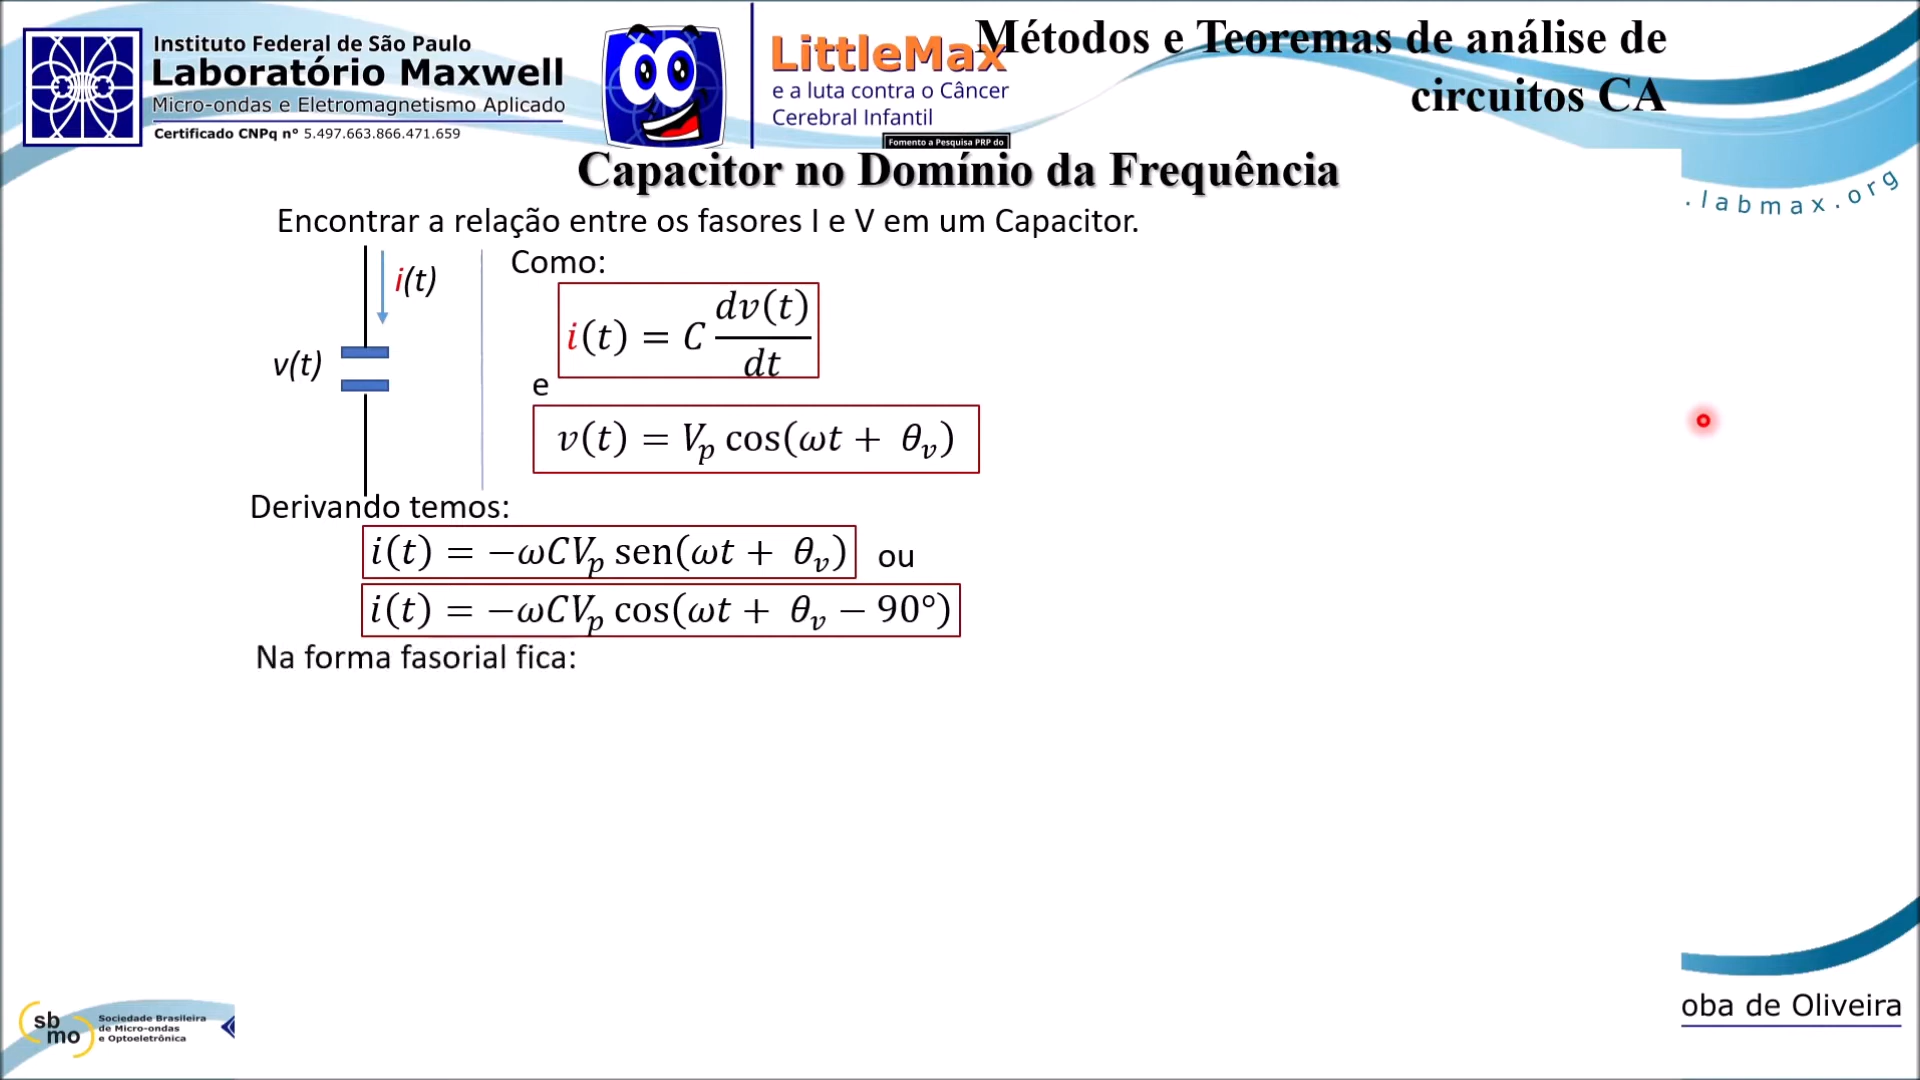 Instituto Federal de São Paulo
Laboratório Maxwell
Micro-ondas e Eletromagnetismo Aplicado
Certificado CNPq n° 5.497.663.866.471.659
LittleMax
e a luta contra o Câncer
Cerebral Infantil
Fomento a Pesquisa PRP do
Métodos e Teoremas de análise de
circuitos CA
.labmax.org
Capacitor no Domínio da Frequência
Encontrar a relação entre os fasores I e V em um Capacitor.
i(t)
v(t)
Como:
i(t) = C dv(t)/dt
e
v(t) = V_p cos(ωt + θ_v)
Derivando temos:
i(t) = −ωCV_p sen(ωt + θ_v) ou
i(t) = −ωCV_p cos(ωt + θ_v − 90°)
Na forma fasorial fica:
sb
mo
Sociedade Brasileira
de Micro-ondas
e Optoeletrônica
oba de Oliveira